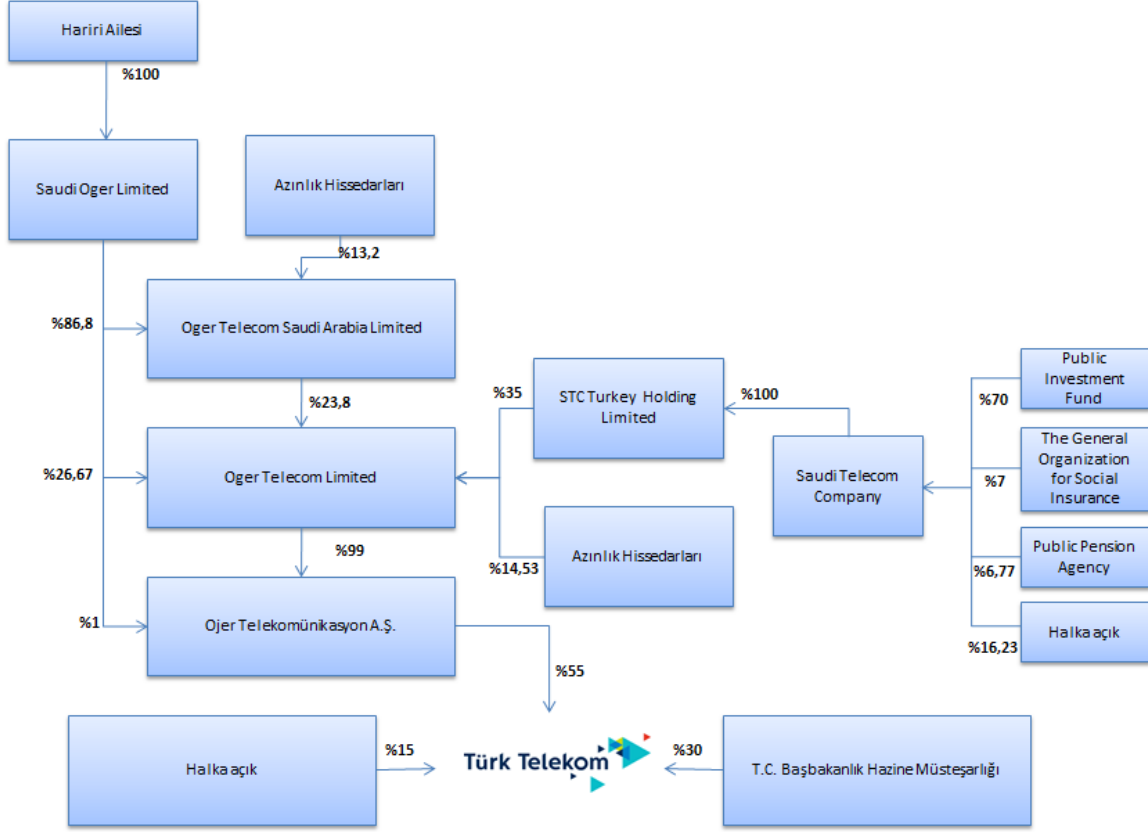 Hariri Ailesi
%100
Saudi Oger Limited
Azınlık Hissedarları
%13,2
%86,8
Oger Telecom Saudi Arabia Limited
%23,8
%26,67
Oger Telecom Limited
%35
STC Turkey Holding
Limited
%100
Saudi Telecom
Company
Public
Investment
Fund
%70
The General
Organization
for Social
Insurance
%7
Public Pension
Agency
%6,77
Halka açık
%16,23
%14,53
Azınlık Hissedarları
%99
%1
Ojer Telekomünikasyon A.Ş.
%55
Halka açık
%15
Türk Telekom
%30
T.C. Başbakanlık Hazine Müsteşarlığı